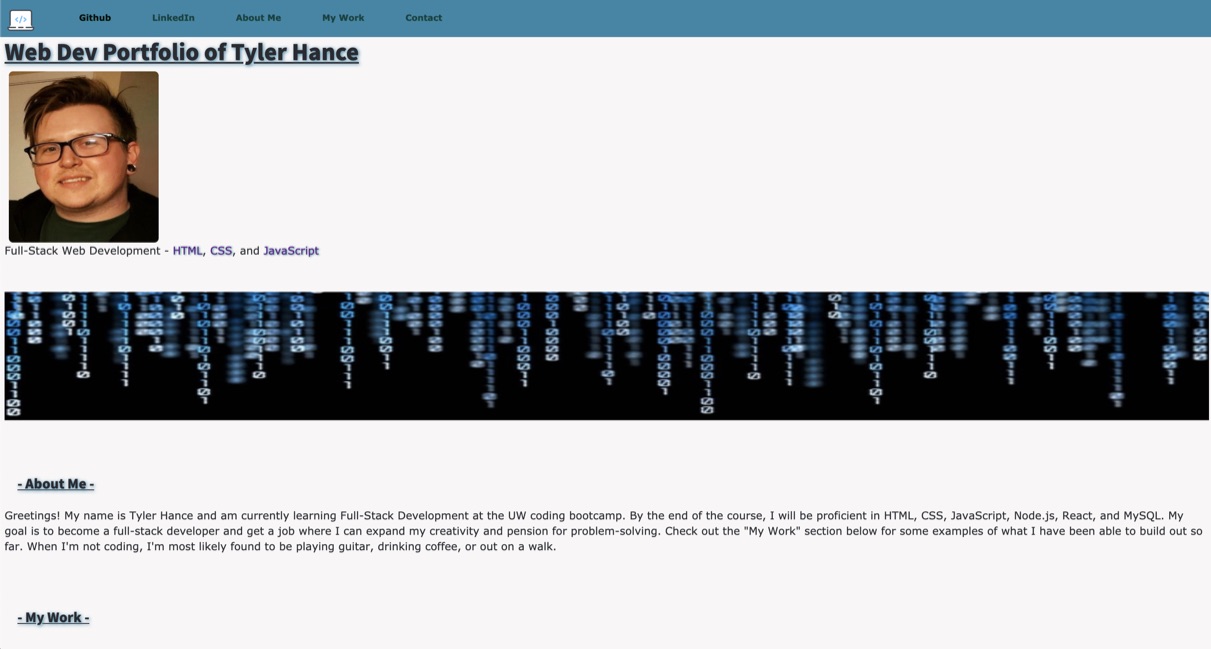 Github LinkedIn About Me My Work Contact
Web Dev Portfolio of Tyler Hance
Full-Stack Web Development - HTML, CSS, and JavaScript
- About Me -
Greetings! My name is Tyler Hance and am currently learning Full-Stack Development at the UW coding bootcamp. By the end of the course, I will be proficient in HTML, CSS, JavaScript, Node.js, React, and MySQL. My
goal is to become a full-stack developer and get a job where I can expand my creativity and pension for problem-solving. Check out the "My Work" section below for some examples of what I have been able to build out so
far. When I'm not coding, I'm most likely found to be playing guitar, drinking coffee, or out on a walk.
- My Work -